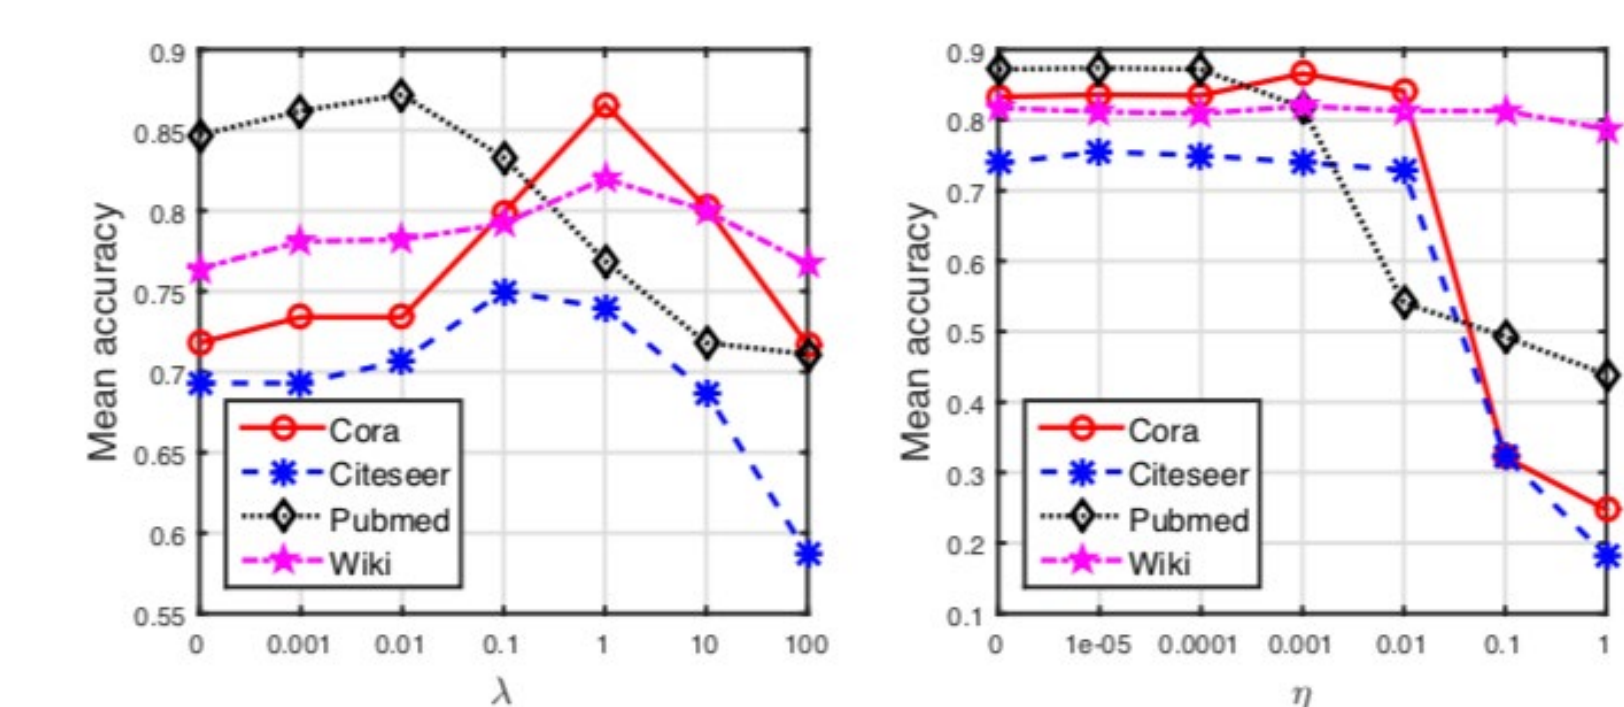 0.9
0.85
0.8
0.75
0.7
0.65
0.6
0.55
Mean accuracy
Cora
Citeseer
Pubmed
Wiki
0 0.001 0.01 0.1 1 10 100
λ
0.9
0.8
0.7
0.6
0.5
0.4
0.3
0.2
0.1
Mean accuracy
Cora
Citeseer
Pubmed
Wiki
0 1e-05 0.0001 0.001 0.01 0.1 1
η